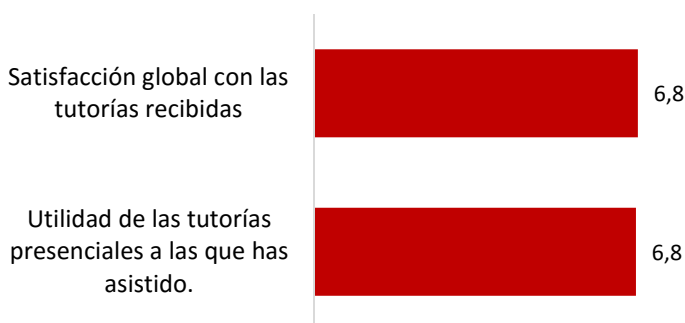 Satisfacción global con las
tutorías recibidas
6,8
Utilidad de las tutorías
presenciales a las que has
asistido.
6,8